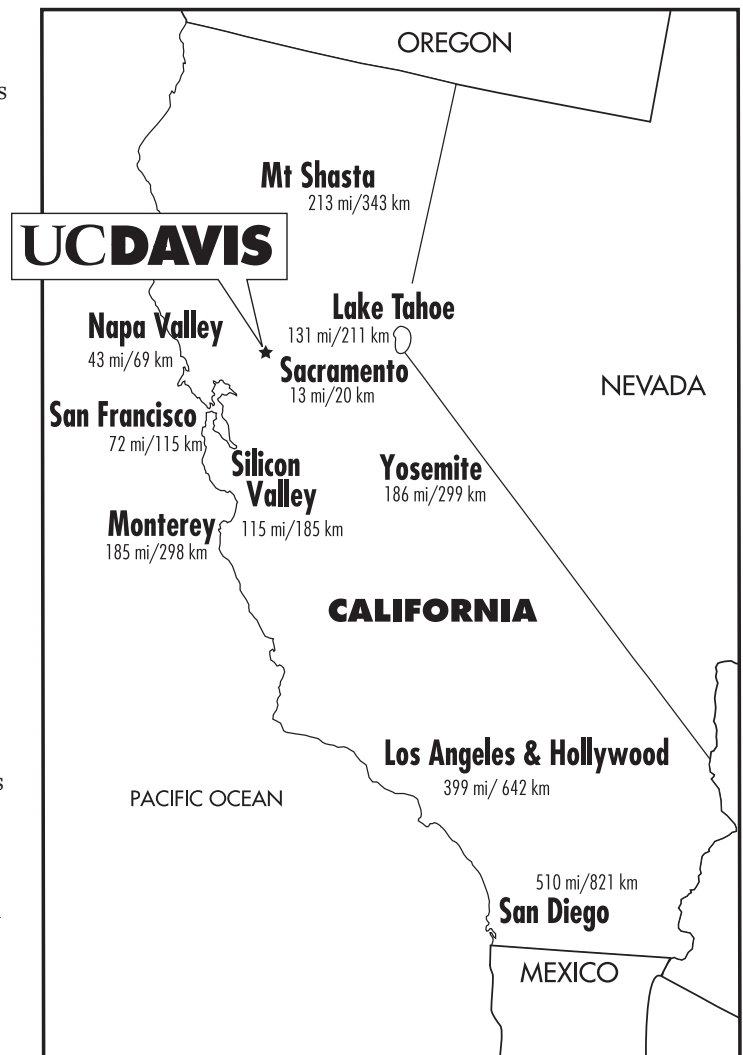 OREGON
s
Mt Shasta
213 mi/343 km
UCDAVIS
Lake Tahoe
131 mi/211 km
Napa Valley
43 mi/69 km
Sacramento
13 mi/20 km
NEVADA
San Francisco
72 mi/115 km
Silicon
Valley
115 mi/185 km
Yosemite
186 mi/299 km
Monterey
185 mi/298 km
CALIFORNIA
Los Angeles & Hollywood
399 mi/ 642 km
s
PACIFIC OCEAN
510 mi/821 km
San Diego
MEXICO